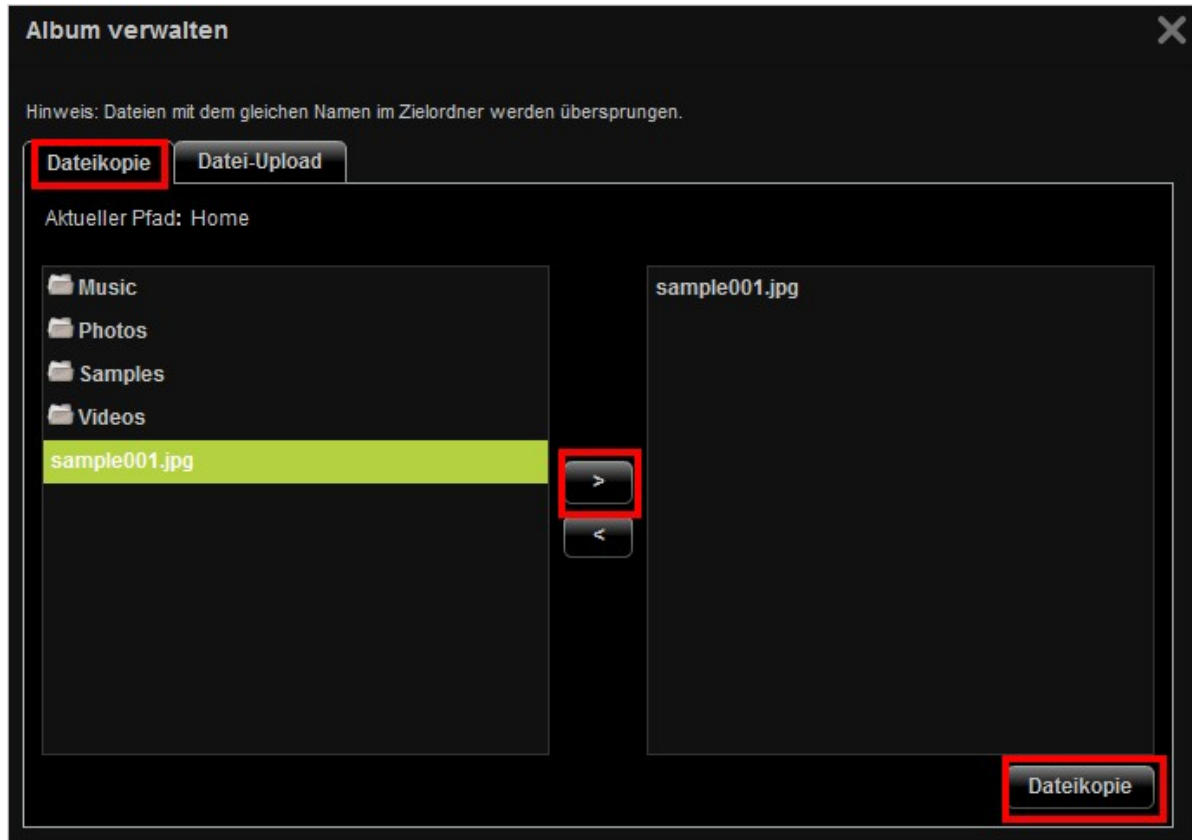 Album verwalten
Hinweis: Dateien mit dem gleichen Namen im Zielordner werden übersprungen.
Dateikopie Datei-Upload
Aktueller Pfad: Home
Music
Photos
Samples
Videos
sample001.jpg
>
<
sample001.jpg
Dateikopie